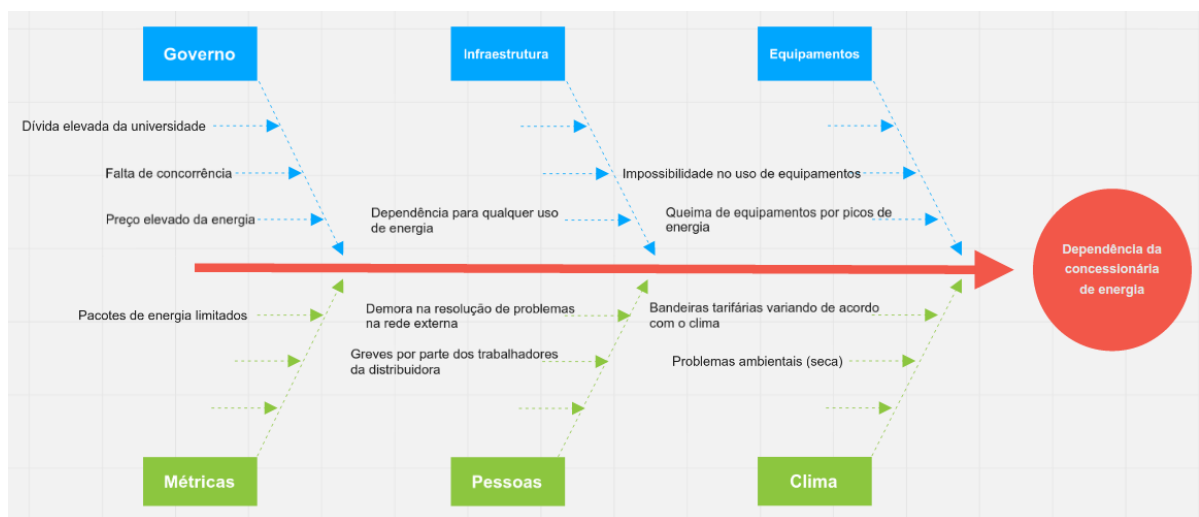 Governo
Infraestrutura
Equipamentos
Dívida elevada da universidade
Falta de concorrência
Impossibilidade no uso de equipamentos
Preço elevado da energia
Dependência para qualquer uso
de energia
Queima de equipamentos por picos de
energia
Dependência da
concessionária
de energia
Pacotes de energia limitados
Demora na resolução de problemas
na rede externa
Bandeiras tarifárias variando de acordo
com o clima
Greves por parte dos trabalhadores
da distribuidora
Problemas ambientais (seca)
Métricas
Pessoas
Clima